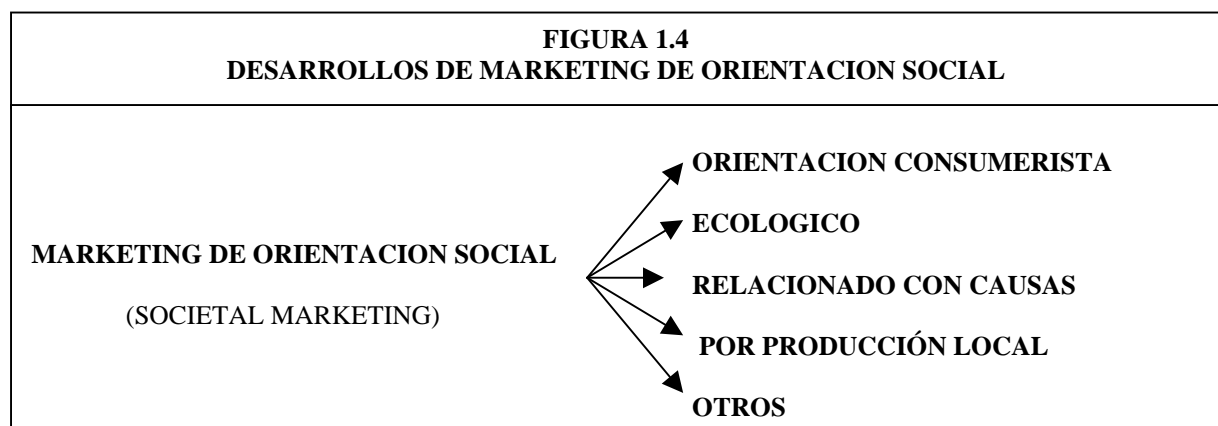 FIGURA 1.4
DESARROLLOS DE MARKETING DE ORIENTACION SOCIAL
MARKETING DE ORIENTACION SOCIAL
(SOCIETAL MARKETING)
ORIENTACION CONSUMERISTA
ECOLOGICO
RELACIONADO CON CAUSAS
POR PRODUCCIÓN LOCAL
OTROS